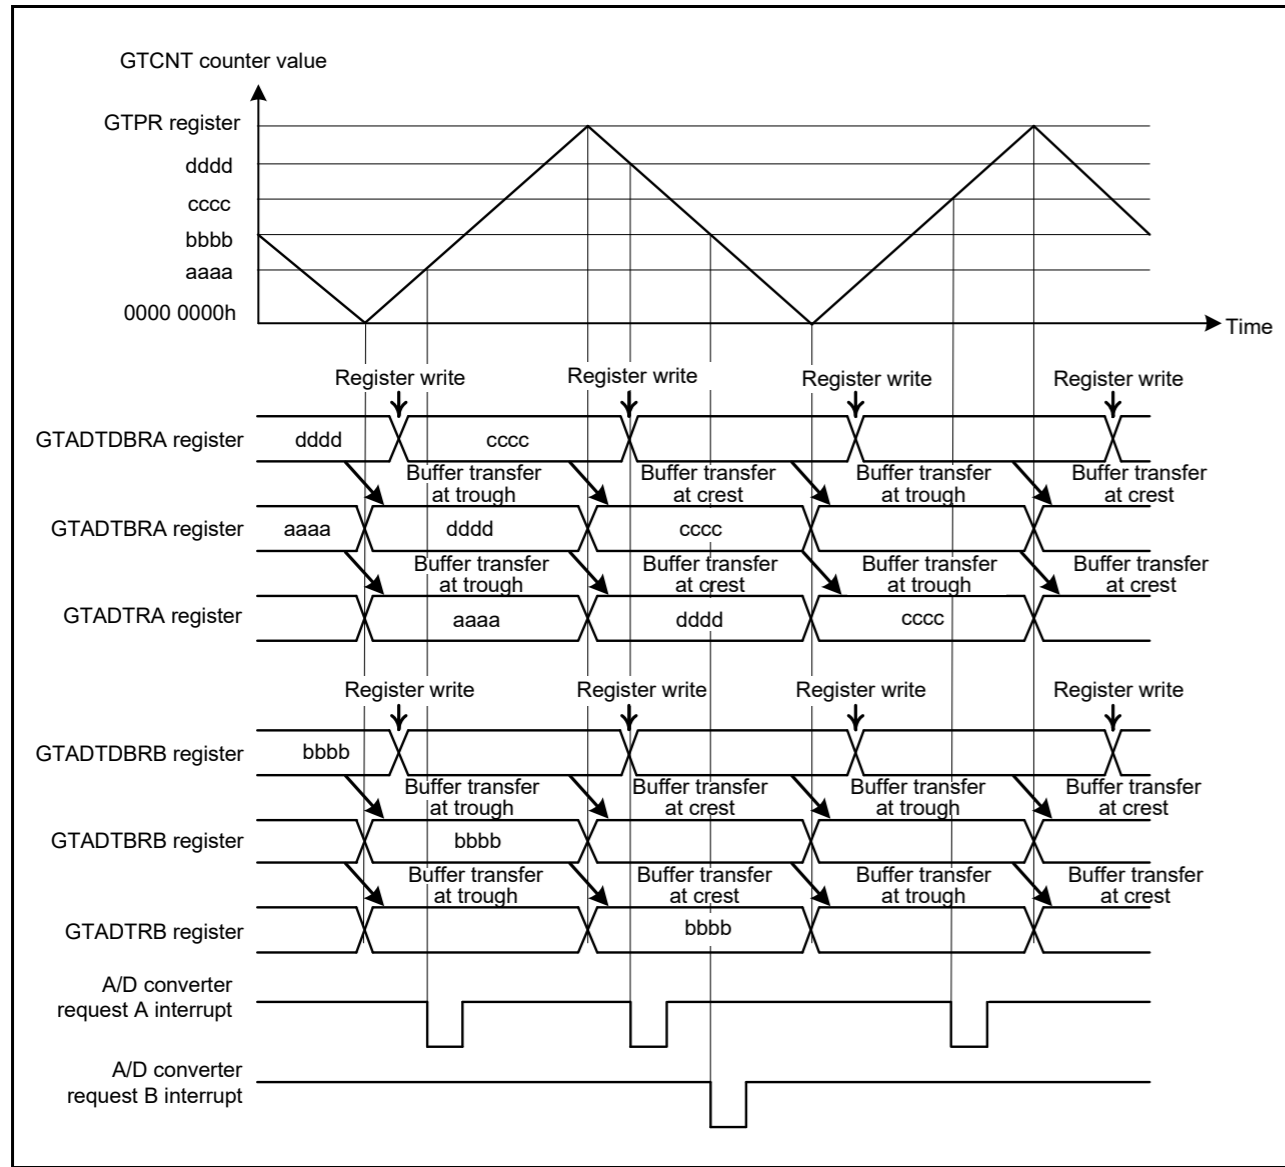 GTCNT counter value
GTPR register
dddd
cccc
bbbb
aaaa
0000 0000h
Time
Register write
Register write
Register write
Register write
GTADTDBRA register
dddd
cccc
Buffer transfer
at trough
Buffer transfer
at crest
Buffer transfer
at trough
Buffer transfer
at crest
GTADTBRA register
aaaa
dddd
cccc
Buffer transfer
at trough
Buffer transfer
at crest
Buffer transfer
at trough
Buffer transfer
at crest
GTADTRA register
aaaa
dddd
cccc
Register write
Register write
Register write
Register write
GTADTDBRB register
bbbb
Buffer transfer
at trough
Buffer transfer
at crest
Buffer transfer
at trough
Buffer transfer
at crest
GTADTBRB register
bbbb
Buffer transfer
at trough
Buffer transfer
at crest
Buffer transfer
at trough
Buffer transfer
at crest
GTADTRB register
bbbb
A/D converter
request A interrupt
A/D converter
request B interrupt